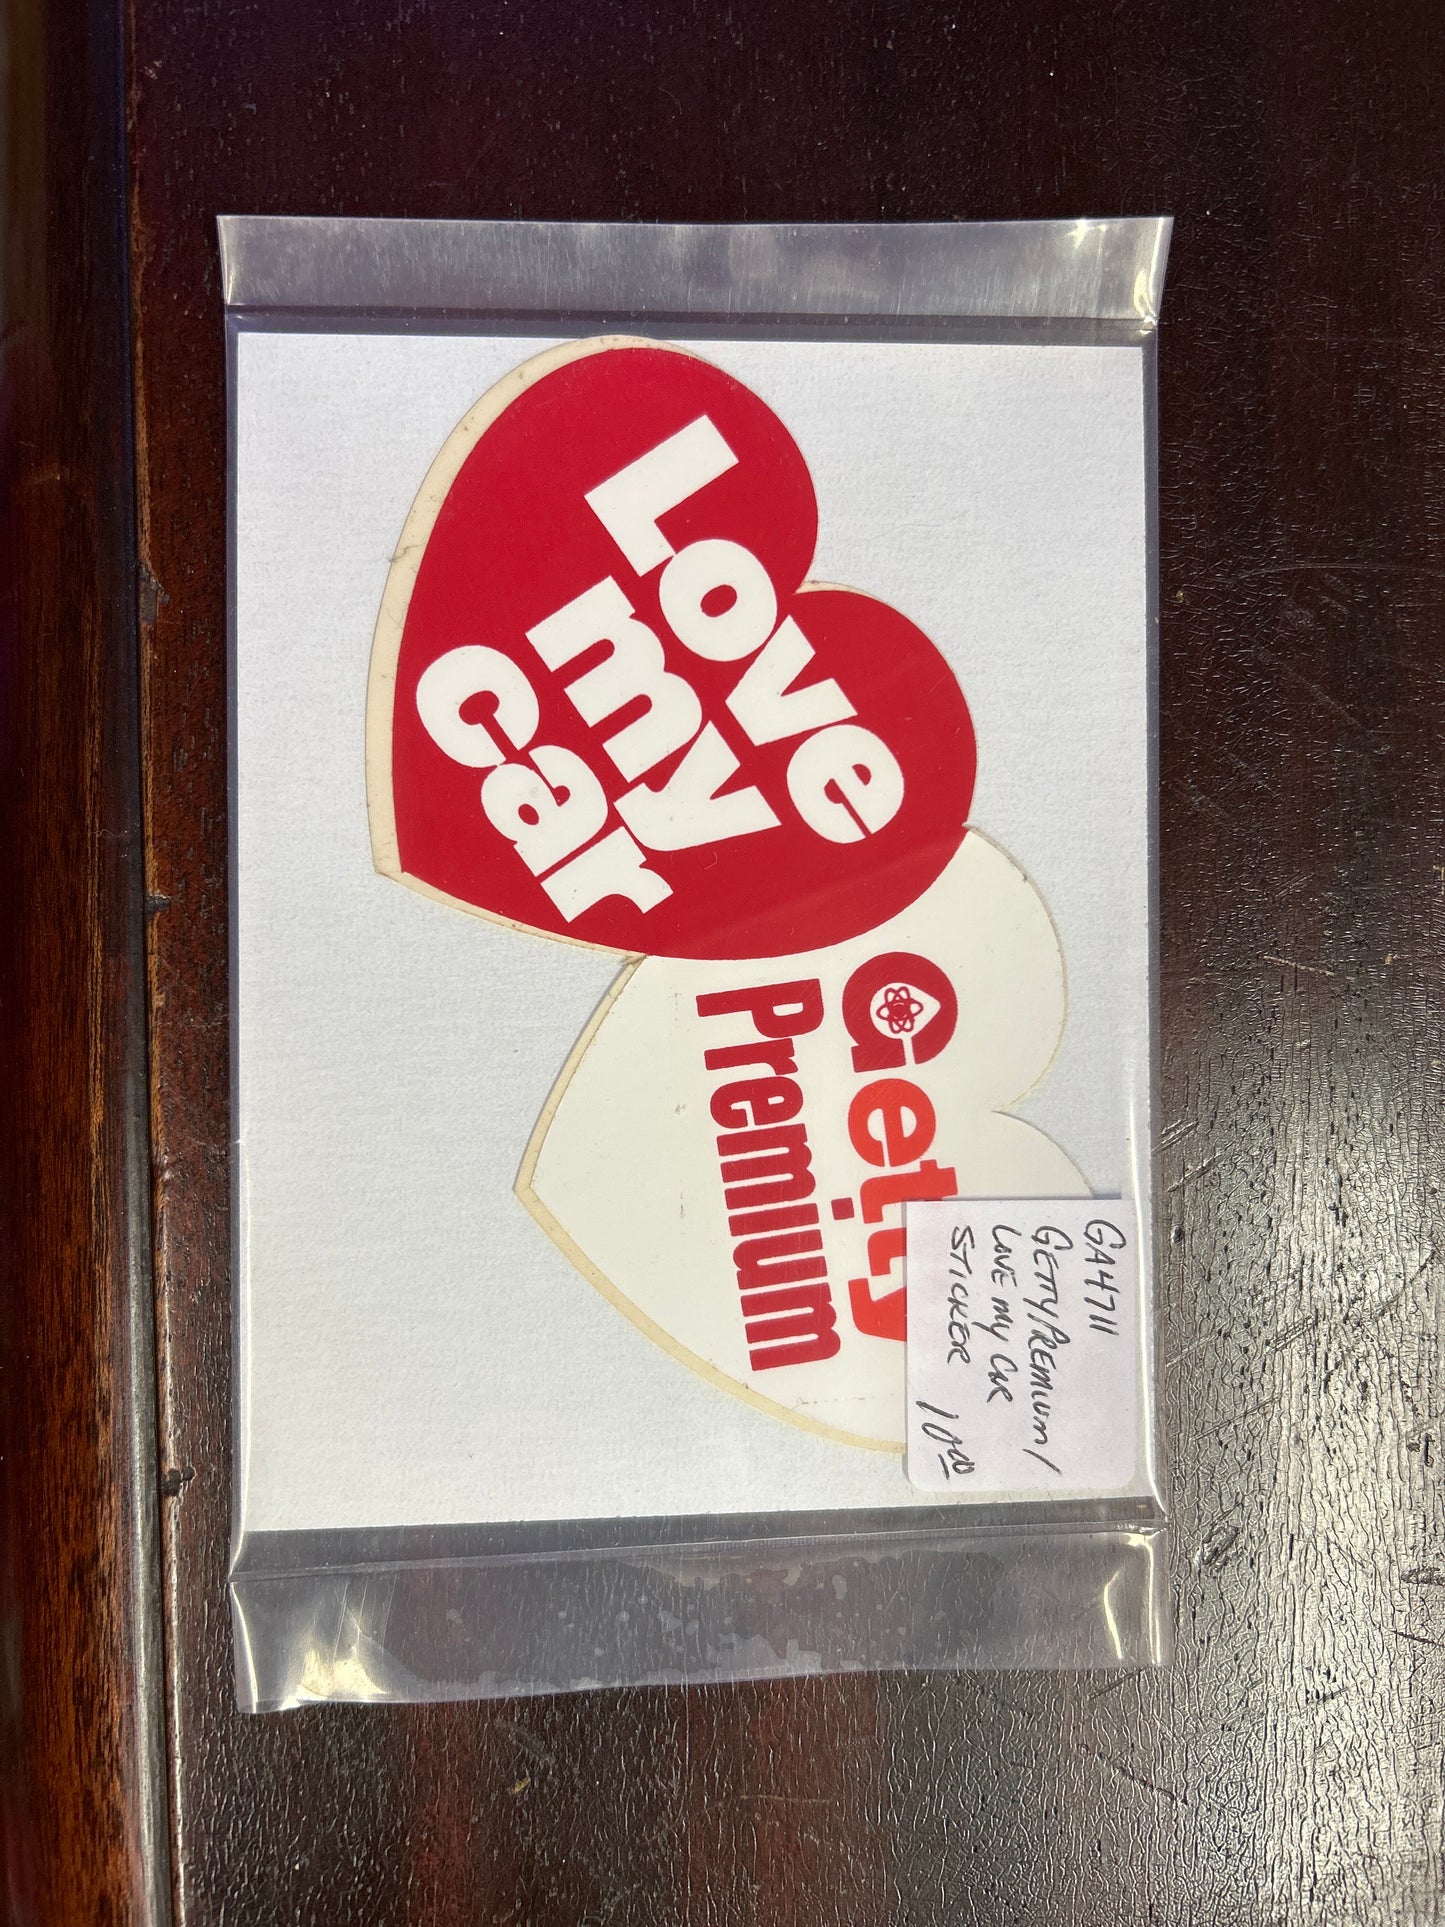 Love
my
car
Getty
Premium
GA4711
GETTY/PREMIUM/
LOVE MY CAR
STICKER 10.00